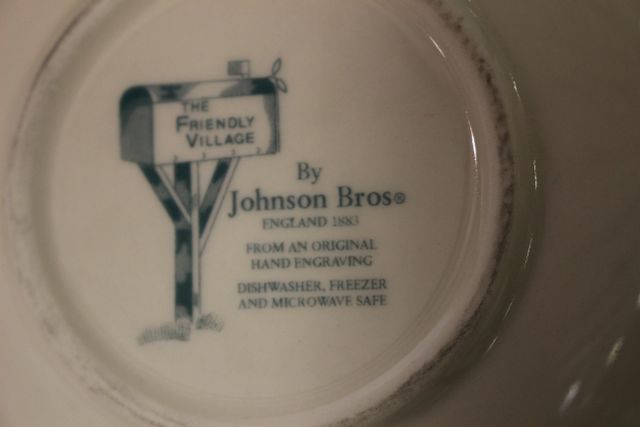 THE
FRIENDLY
VILLAGE
By
Johnson Bros®
ENGLAND 1883
FROM AN ORIGINAL
HAND ENGRAVING
DISHWASHER, FREEZER
AND MICROWAVE SAFE